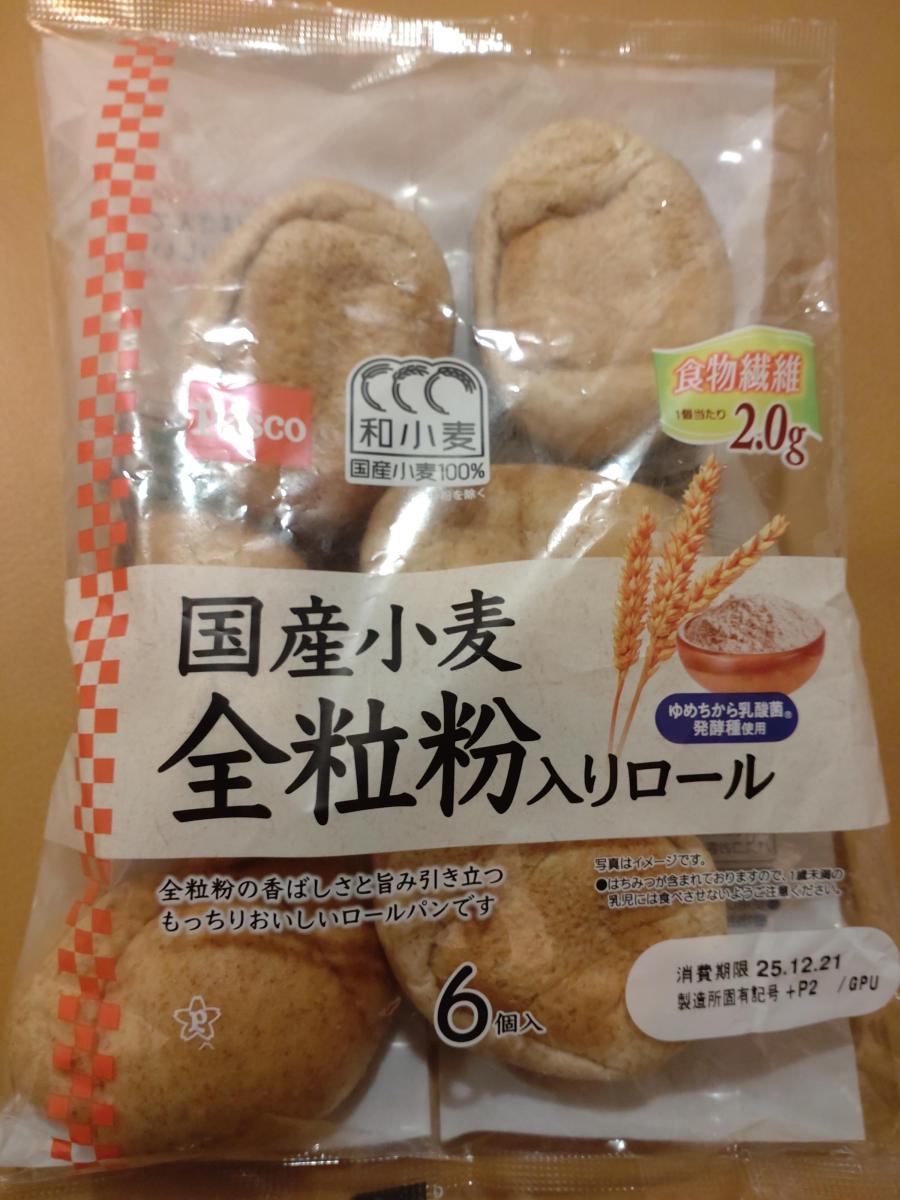 Pasco
和小麦
国産小麦100%
粉を除く
食物繊維
1個当たり
2.0g
国産小麦
全粒粉入りロール
ゆめちから乳酸菌®
発酵種使用
全粒粉の香ばしさと旨み引き立つ
もっちりおいしいロールパンです
写真はイメージです。
●はちみつが含まれておりますので、1歳未満の
乳児には食べさせないようご注意ください。
6個入
消費期限 25.12.21
製造所固有記号 +P2 /GPU